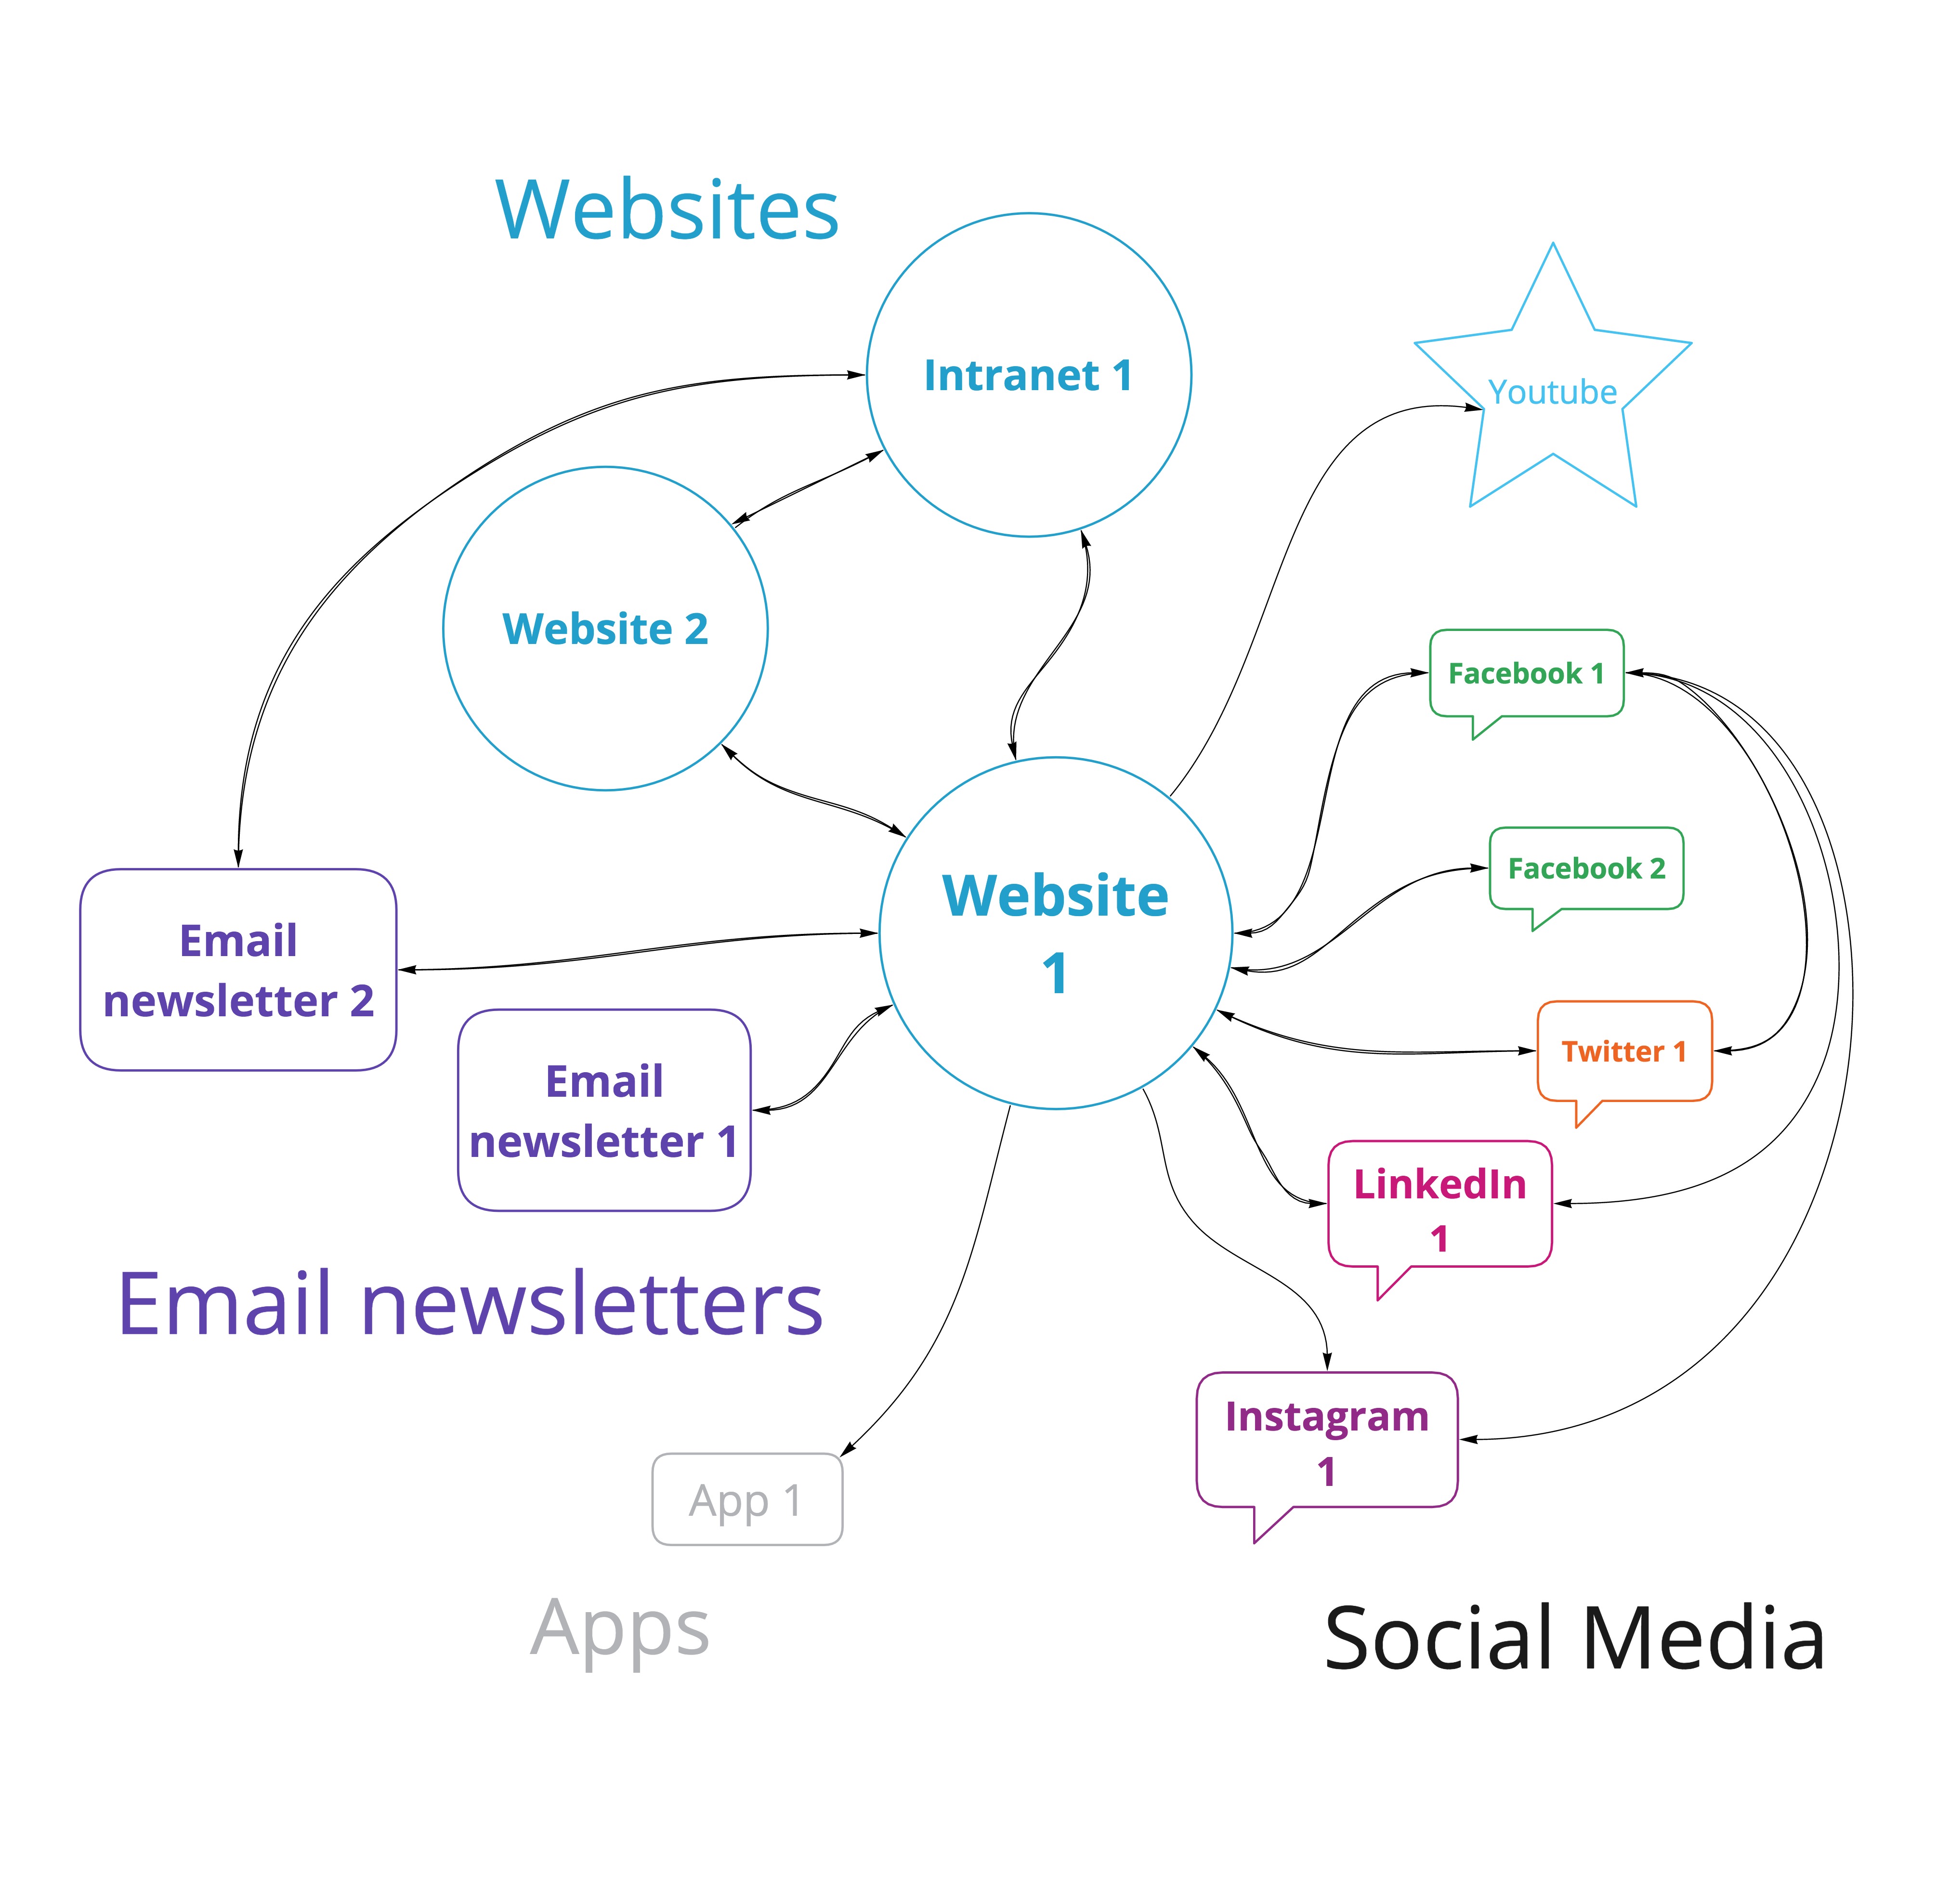 Websites
Intranet 1
Youtube
Website 2
Facebook 1
Facebook 2
Website
1
Email
newsletter 2
Twitter 1
Email
newsletter 1
LinkedIn
1
Email newsletters
Instagram
1
App 1
Apps
Social Media